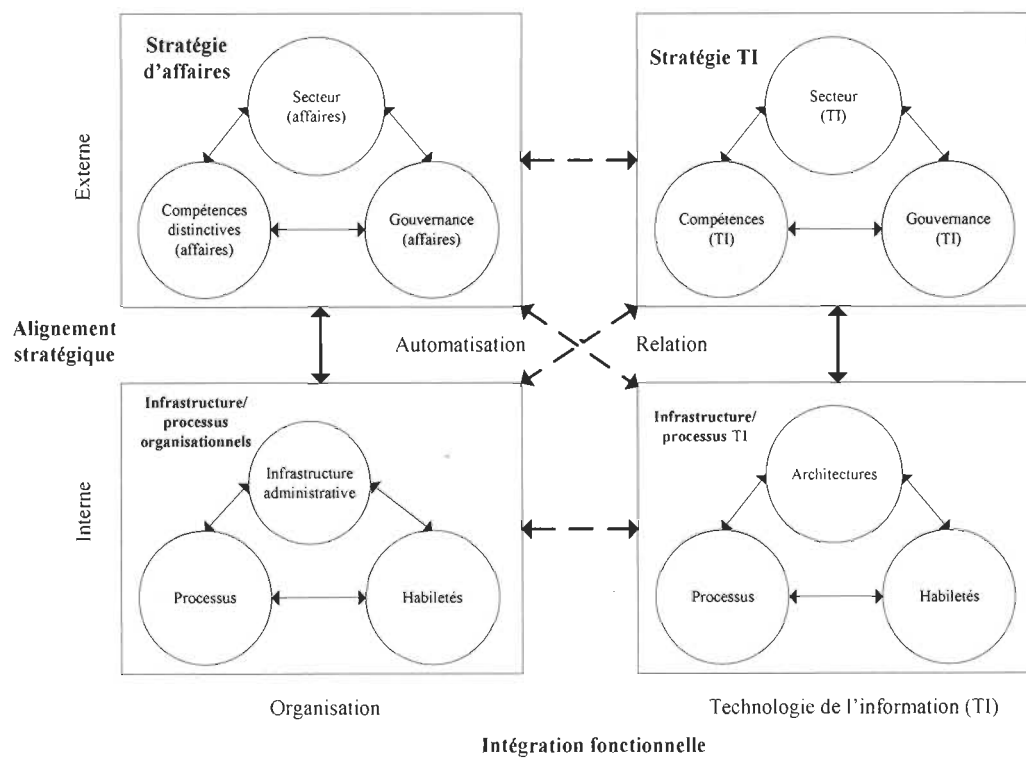 Stratégie
d'affaires
Secteur
(affaires)
Compétences
distinctives
(affaires)
Gouvernance
(affaires)
Stratégie TI
Secteur
(TI)
Compétences
(TI)
Gouvernance
(TI)
Externe
Alignement
stratégique
Automatisation
Relation
Infrastructure/
processus
organisationnels
Infrastructure
administrative
Processus
Habiletés
Infrastructure/
processus TI
Architectures
Processus
Habiletés
Interne
Organisation
Technologie de l'information (TI)
Intégration fonctionnelle